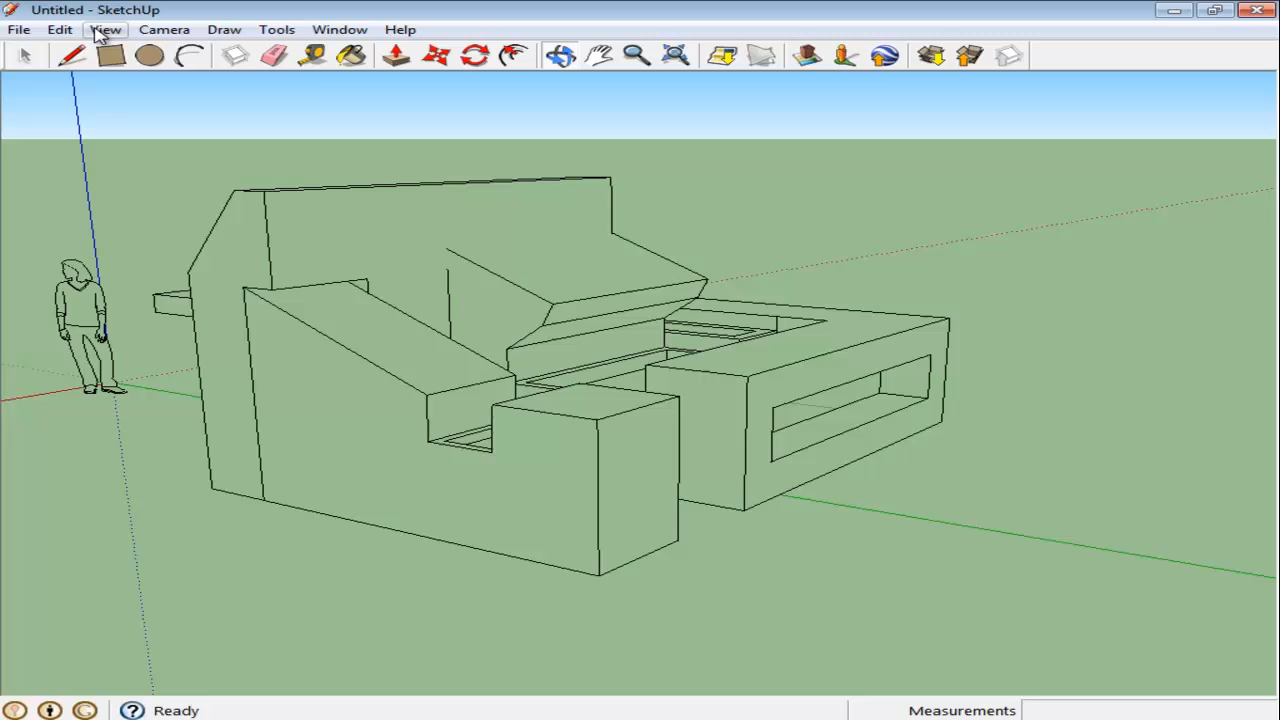 Untitled - SketchUp
File Edit View Camera Draw Tools Window Help
Ready Measurements